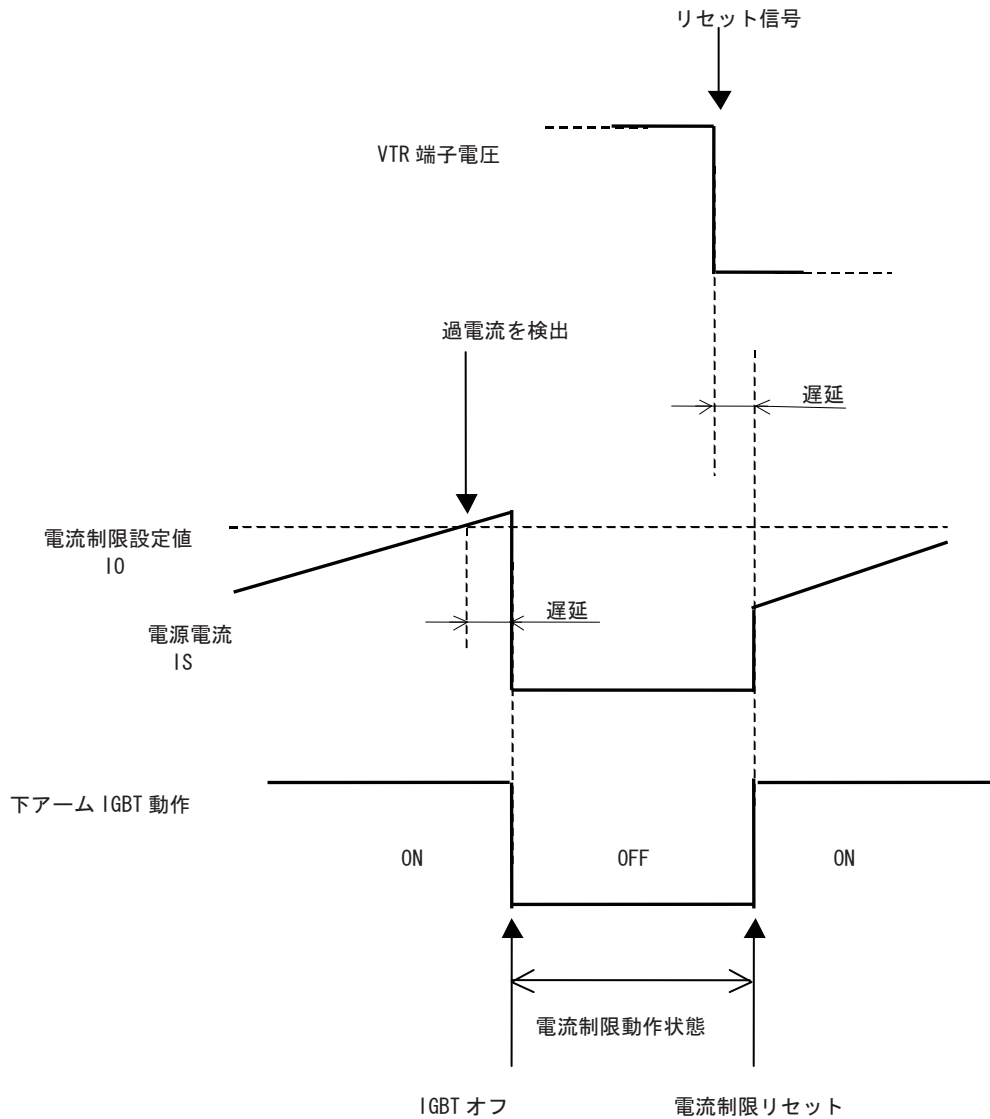 リセット信号
VTR 端子電圧
過電流を検出
遅延
電流制限設定値
IO
遅延
電源電流
IS
下アーム IGBT 動作
ON
OFF
ON
電流制限動作状態
IGBT オフ
電流制限リセット